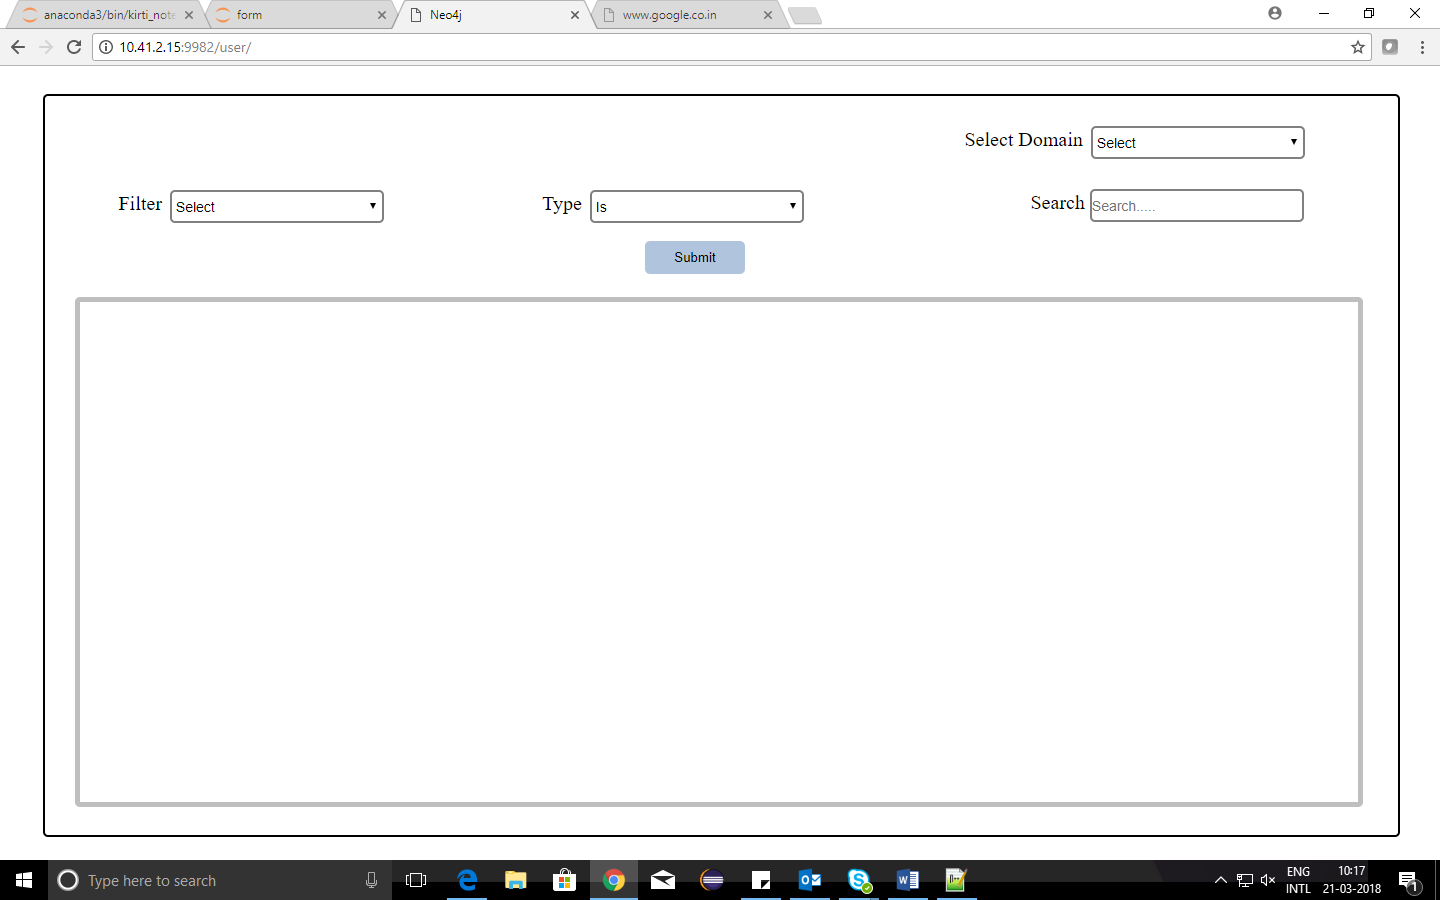 anaconda3/bin/kirti_note
form
Neo4j
www.google.co.in
10.41.2.15:9982/user/
Select Domain Select
Filter Select Type Is Search Search.....
Submit
Type here to search
ENG 10:17
INTL 21-03-2018
1